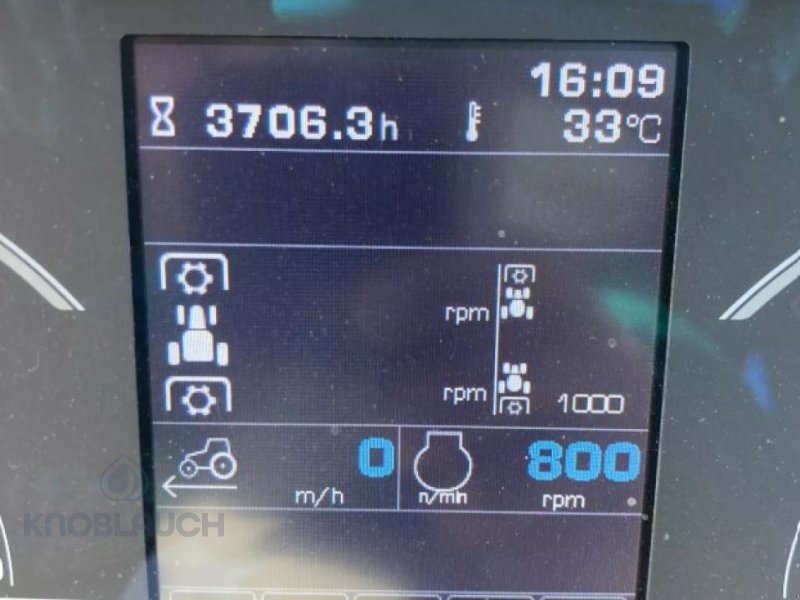 16:09
3706.3h 33°C
rpm
rpm 1000
0 800
m/h n/min rpm
KNOBLAUCH